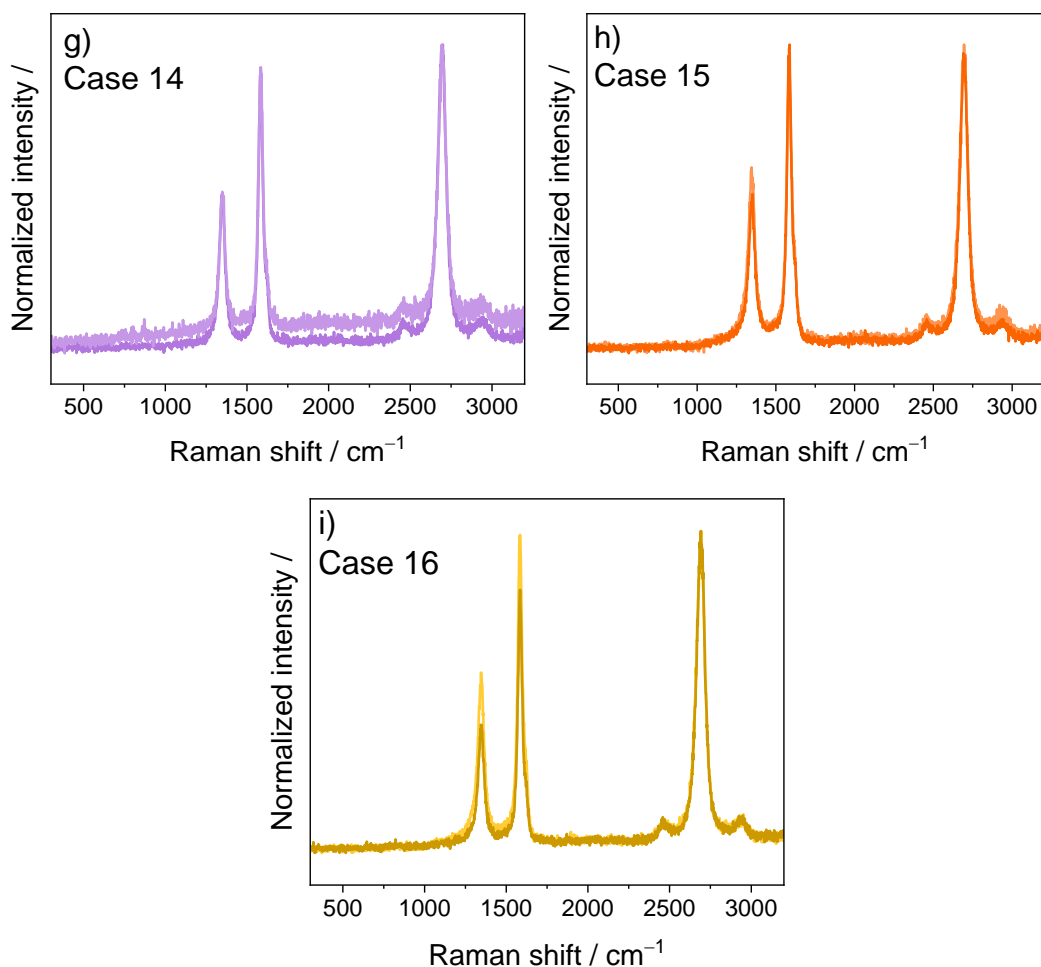 g)
Case 14
Normalized intensity /
500 1000 1500 2000 2500 3000
Raman shift / cm⁻¹
h)
Case 15
Normalized intensity /
500 1000 1500 2000 2500 3000
Raman shift / cm⁻¹
i)
Case 16
Normalized intensity /
500 1000 1500 2000 2500 3000
Raman shift / cm⁻¹